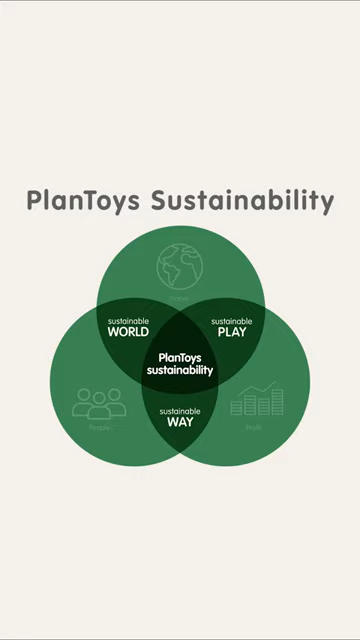 PlanToys Sustainability
Planet
sustainable
WORLD
sustainable
PLAY
PlanToys
sustainability
sustainable
WAY
People
Profit